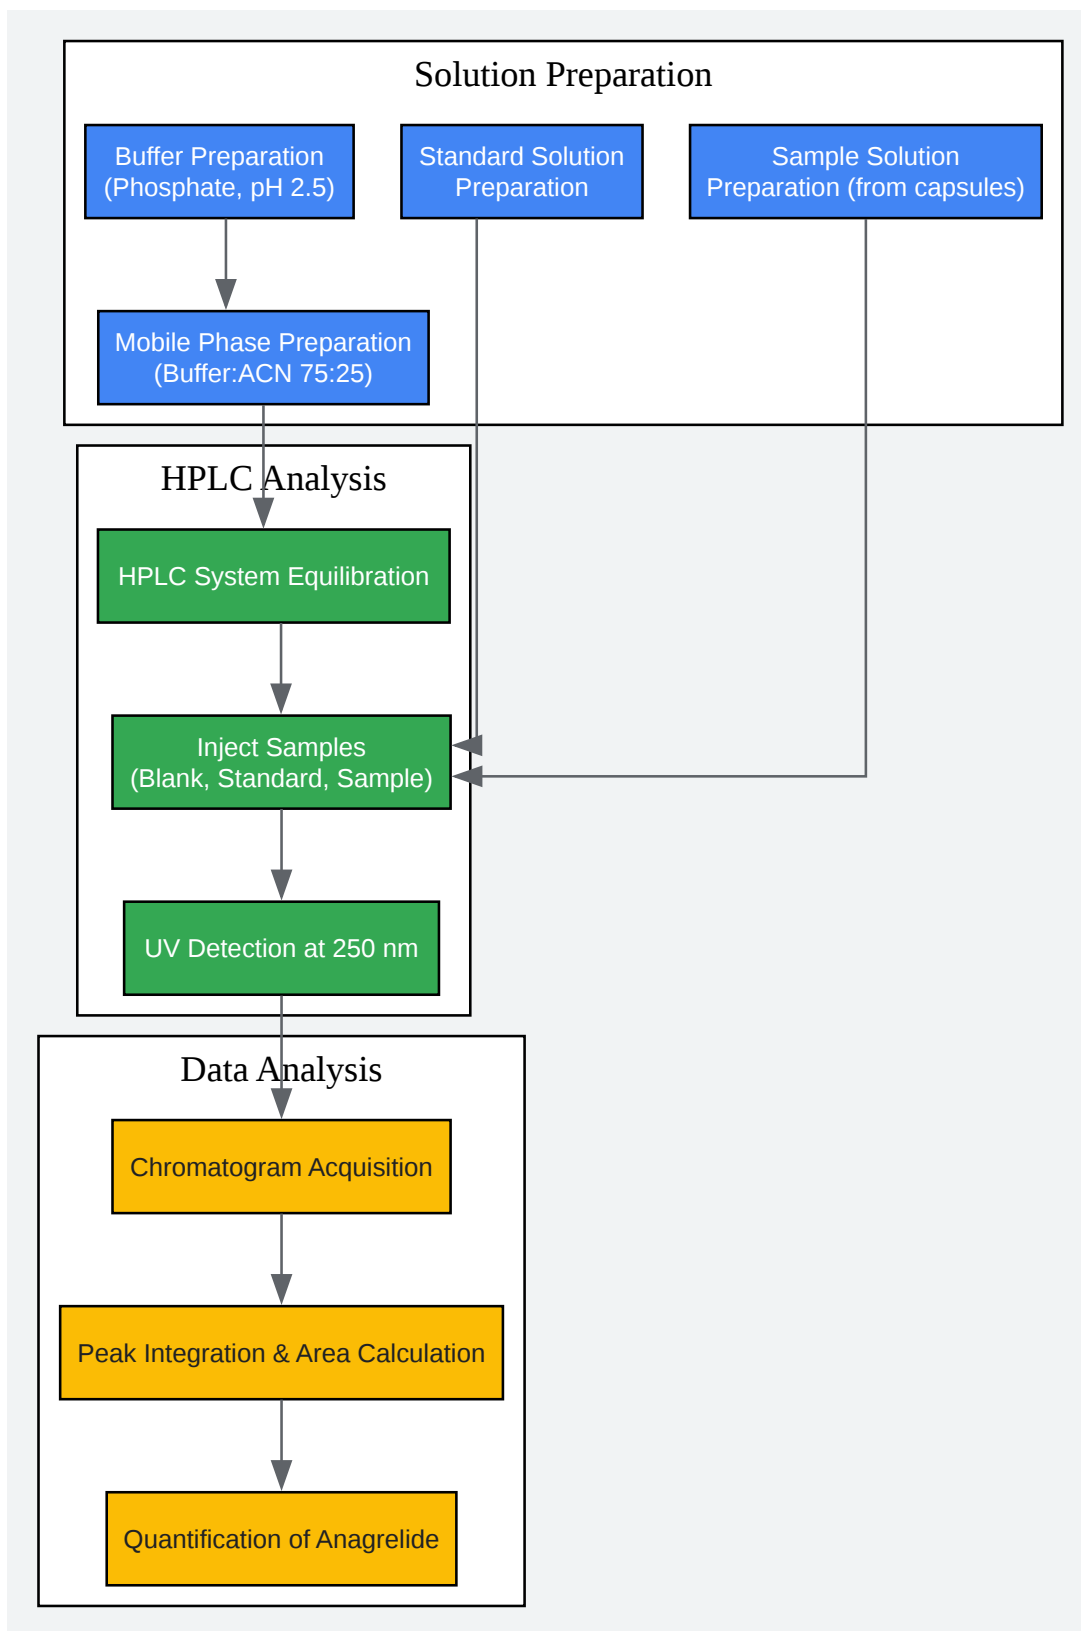 Solution Preparation
Buffer Preparation
(Phosphate, pH 2.5)
Standard Solution
Preparation
Sample Solution
Preparation (from capsules)
Mobile Phase Preparation
(Buffer:ACN 75:25)
HPLC Analysis
HPLC System Equilibration
Inject Samples
(Blank, Standard, Sample)
UV Detection at 250 nm
Data Analysis
Chromatogram Acquisition
Peak Integration & Area Calculation
Quantification of Anagrelide